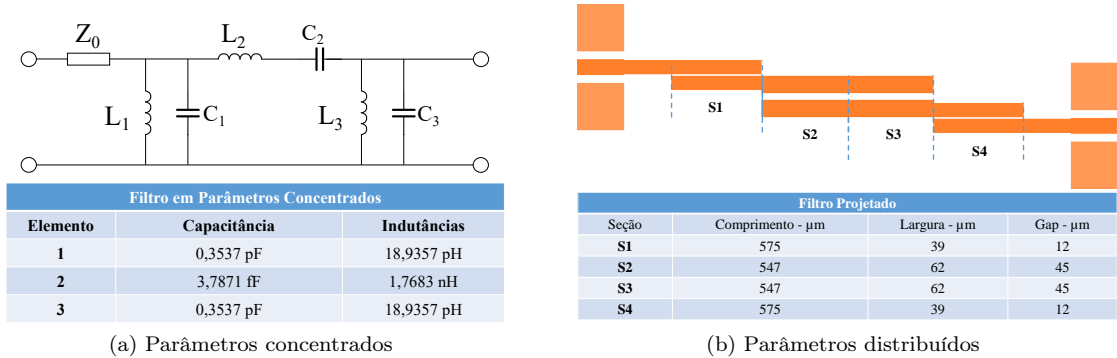 Z0
L2
C2
L1
C1
L3
C3
Filtro em Parâmetros Concentrados
Elemento Capacitância Indutâncias
1 0,3537 pF 18,9357 pH
2 3,7871 fF 1,7683 nH
3 0,3537 pF 18,9357 pH
(a) Parâmetros concentrados
S1
S2
S3
S4
Filtro Projetado
Seção Comprimento - µm Largura - µm Gap - µm
S1 575 39 12
S2 547 62 45
S3 547 62 45
S4 575 39 12
(b) Parâmetros distribuídos